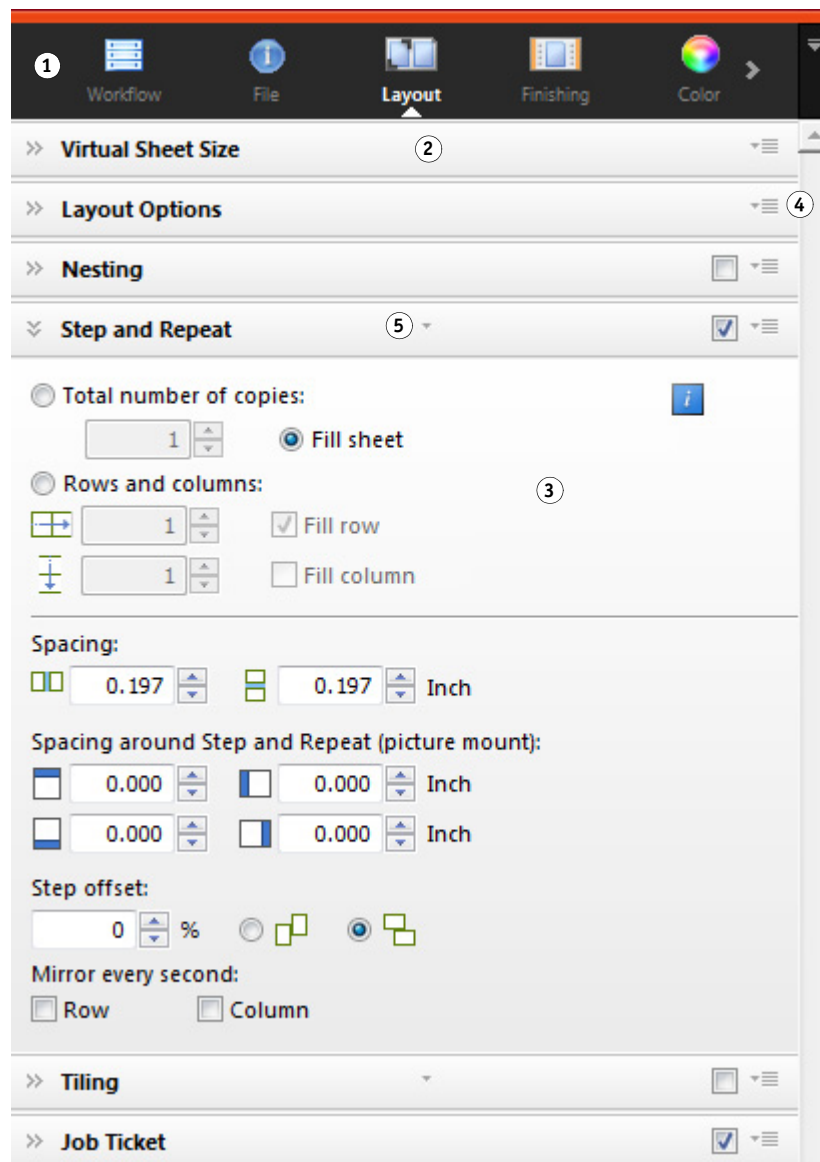 1 Workflow File Layout Finishing Color
Virtual Sheet Size 2
Layout Options 4
Nesting
Step and Repeat 5
Total number of copies: i
1 Fill sheet
Rows and columns: 3
1 Fill row
1 Fill column
Spacing:
0.197 0.197 Inch
Spacing around Step and Repeat (picture mount):
0.000 0.000 Inch
0.000 0.000 Inch
Step offset:
0 %
Mirror every second:
Row Column
Tiling
Job Ticket